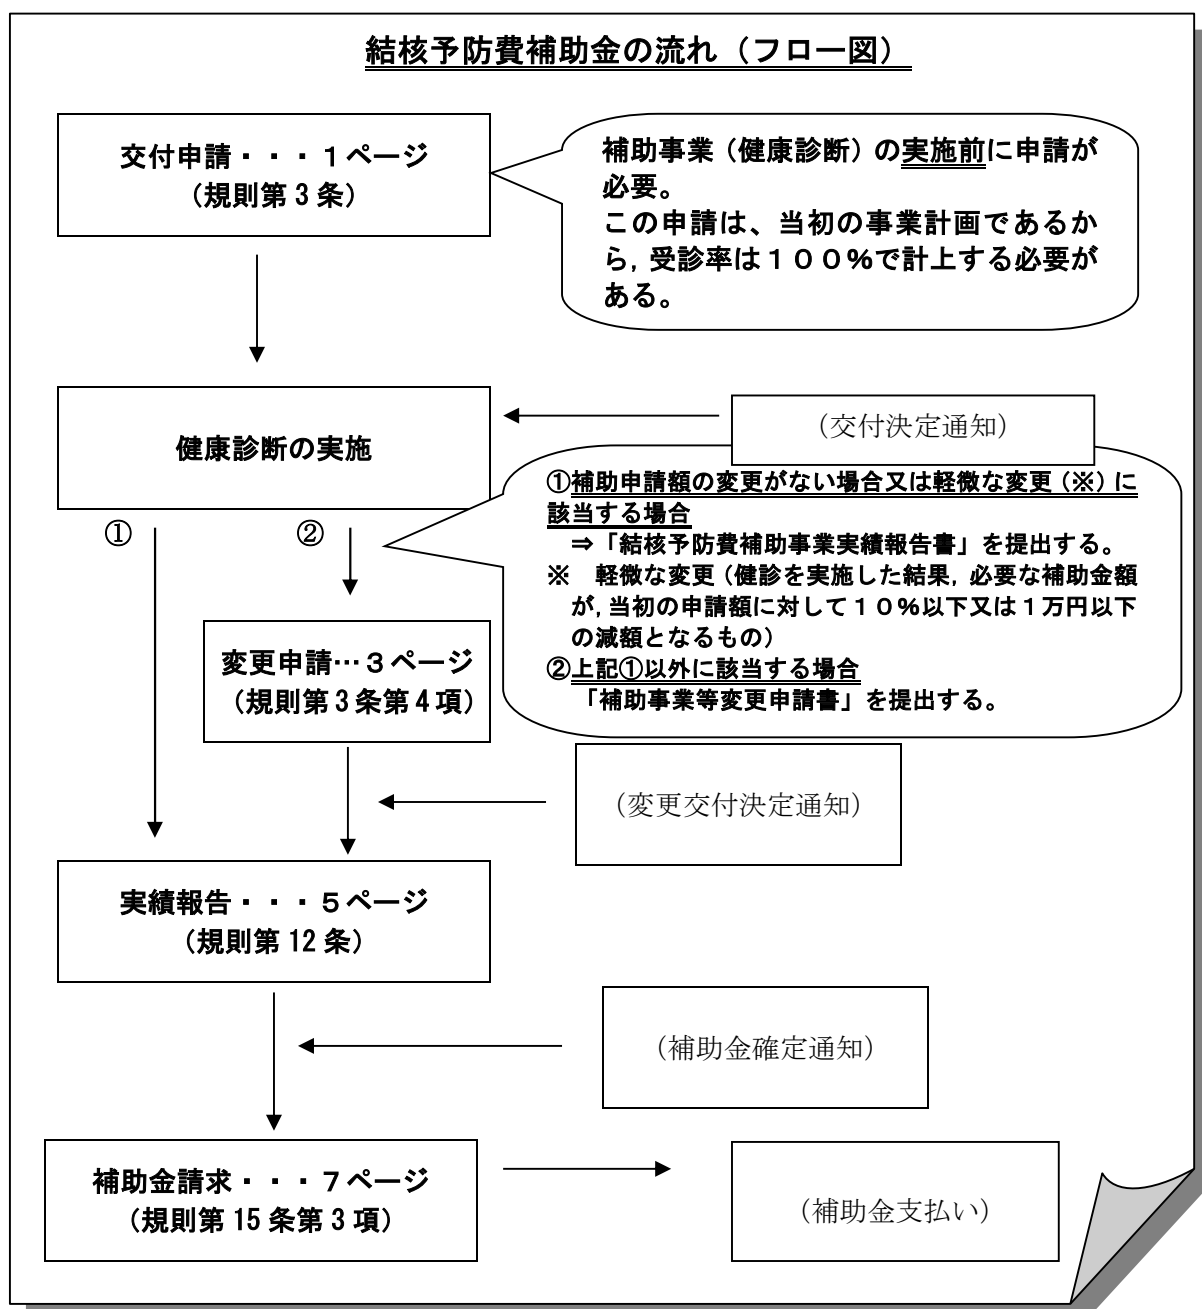 結核予防費補助金の流れ（フロー図）
交付申請・・・１ページ
（規則第３条）
補助事業（健康診断）の実施前に申請が
必要。
この申請は、当初の事業計画であるか
ら，受診率は１００％で計上する必要が
ある。
健康診断の実施
（交付決定通知）
①補助申請額の変更がない場合又は軽微な変更（※）に
該当する場合
⇒「結核予防費補助事業実績報告書」を提出する。
※　軽微な変更（健診を実施した結果，必要な補助金額
が，当初の申請額に対して１０％以下又は１万円以下
の減額となるもの）
②上記①以外に該当する場合
「補助事業等変更申請書」を提出する。
①
②
変更申請…３ページ
（規則第３条第４項）
（変更交付決定通知）
実績報告・・・５ページ
（規則第 12 条）
（補助金確定通知）
補助金請求・・・７ページ
（規則第 15 条第３項）
（補助金支払い）